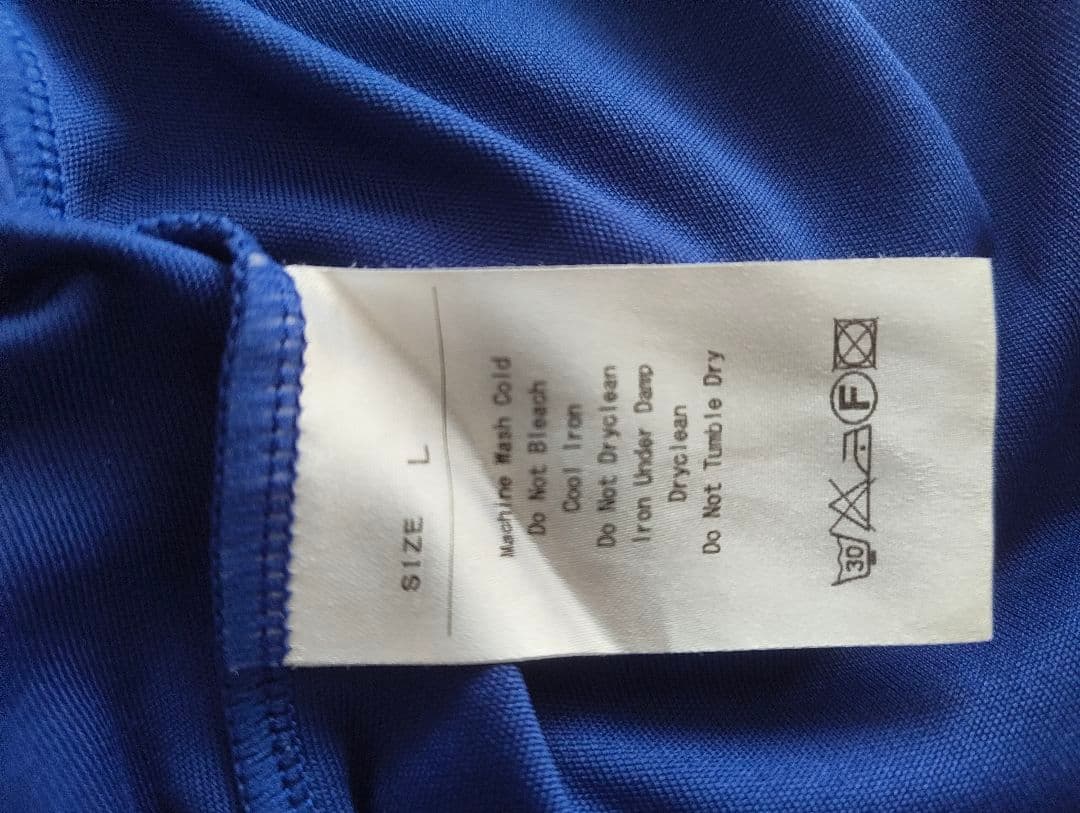 SIZE L
Machine Wash Cold
Do Not Bleach
Cool Iron
Do Not Dryclean
Iron Under Damp
Dryclean
Do Not Tumble Dry
30 F